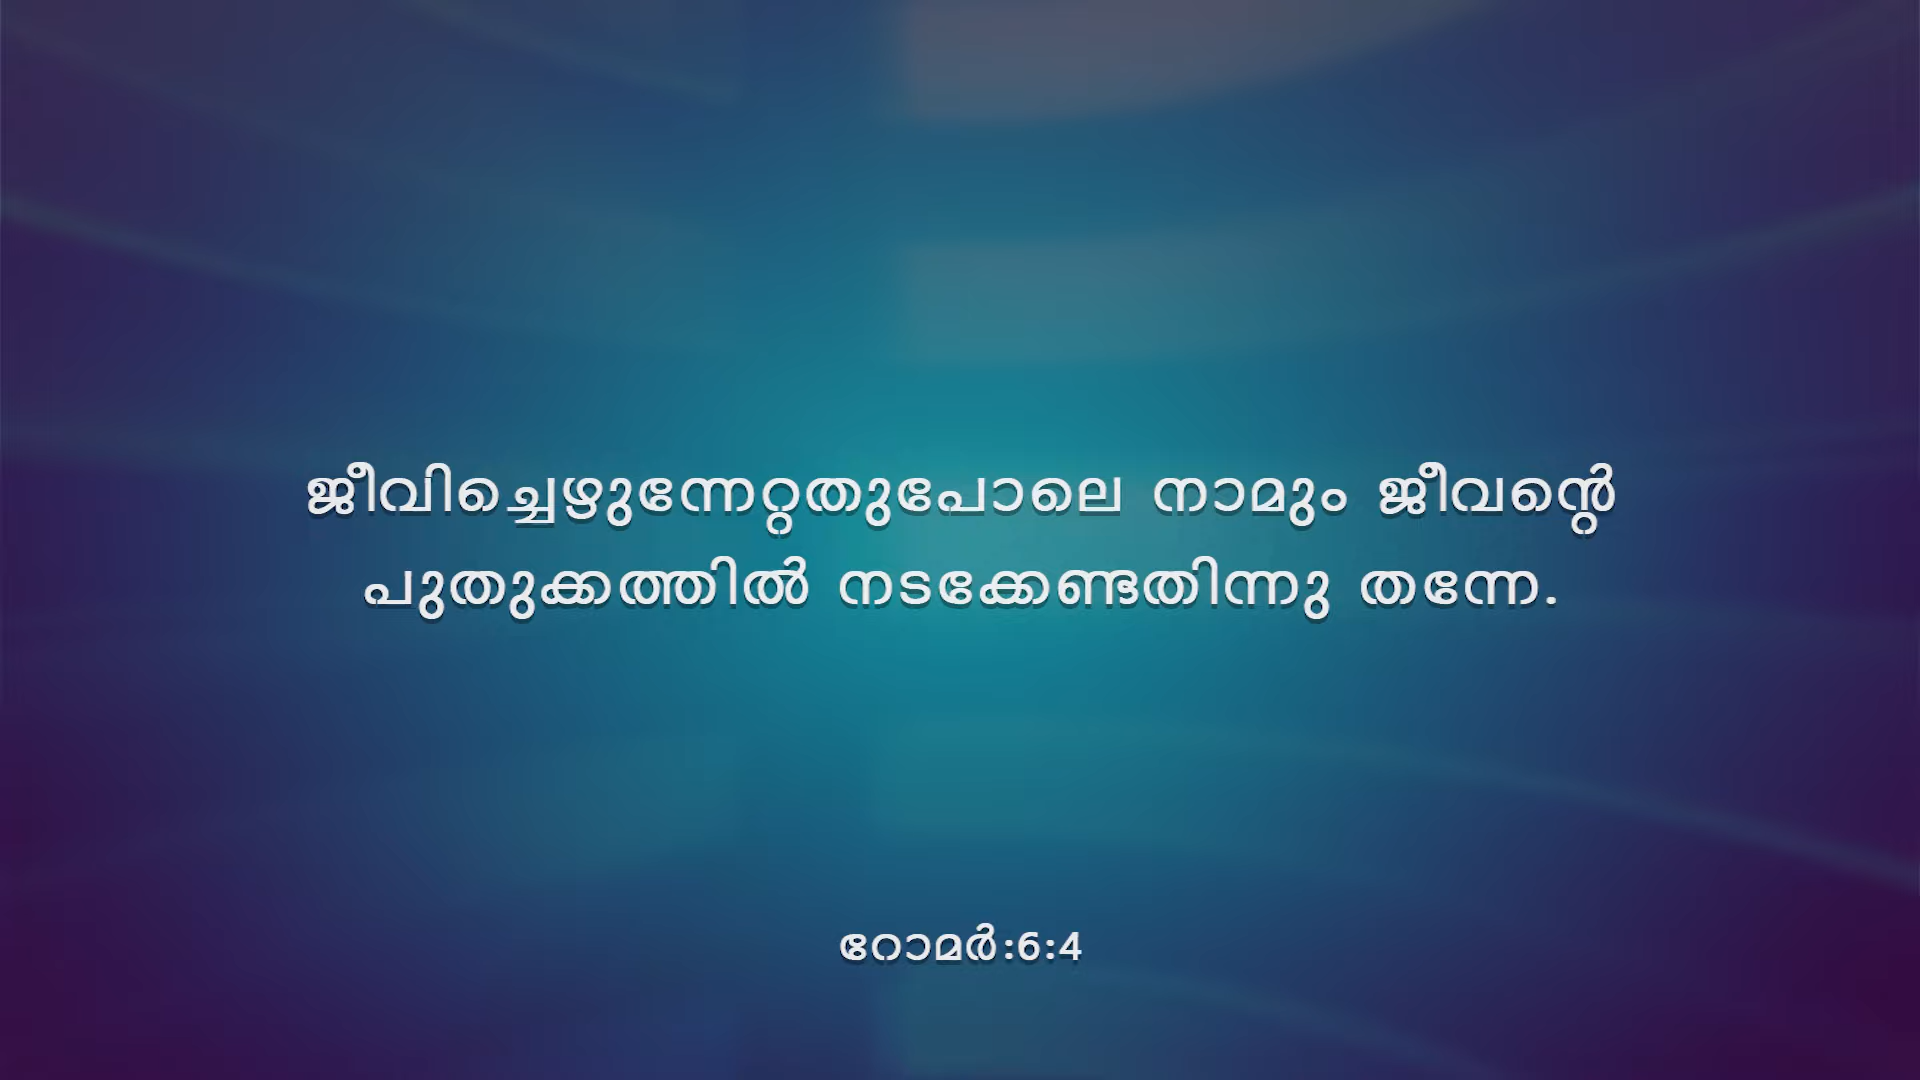 ജീവിച്ചെഴുന്നേറ്റതുപോലെ നാമും ജീവന്റെ
പുതുക്കത്തിൽ നടക്കേണ്ടതിന്നു തന്നേ.
റോമർ:6:4